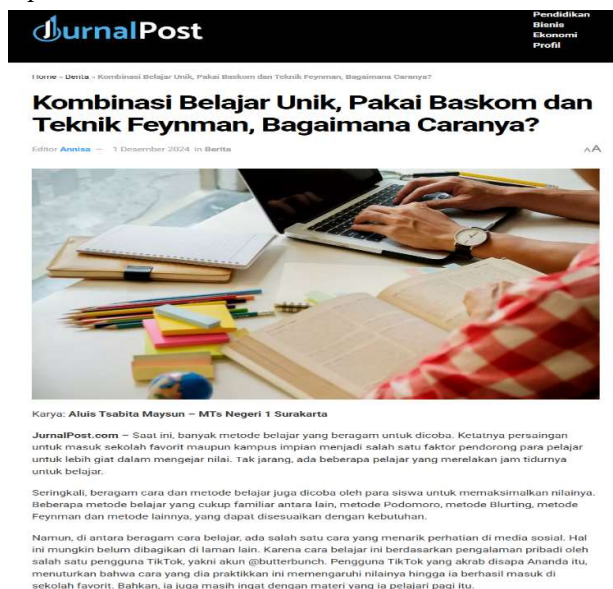 JurnalPost
Pendidikan
Bisnis
Ekonomi
Profil
Home » Berita » Kombinasi Belajar Unik, Pakai Baskom dan Teknik Feynman, Bagaimana Caranya?
Kombinasi Belajar Unik, Pakai Baskom dan
Teknik Feynman, Bagaimana Caranya?
Editor Annisa — 1 Desember 2024 in Berita
AA
Karya: Aluis Tsabita Maysun – MTs Negeri 1 Surakarta
JurnalPost.com – Saat ini, banyak metode belajar yang beragam untuk dicoba. Ketatnya persaingan
untuk masuk sekolah favorit maupun kampus impian menjadi salah satu faktor pendorong para pelajar
untuk lebih giat dalam mengejar nilai. Tak jarang, ada beberapa pelajar yang merelakan jam tidurnya
untuk belajar.
Seringkali, beragam cara dan metode belajar juga dicoba oleh para siswa untuk memaksimalkan nilainya.
Beberapa metode belajar yang cukup familiar antara lain, metode Podomoro, metode Blurting, metode
Feynman dan metode lainnya, yang dapat disesuaikan dengan kebutuhan.
Namun, di antara beragam cara belajar, ada salah satu cara yang menarik perhatian di media sosial. Hal
ini mungkin belum dibagikan di laman lain. Karena cara belajar ini berdasarkan pengalaman pribadi oleh
salah satu pengguna TikTok, yakni akun @butterbunch. Pengguna TikTok yang akrab disapa Ananda itu,
menuturkan bahwa cara yang dia praktikkan ini memengaruhi nilainya hingga ia berhasil masuk di
sekolah favorit. Bahkan, ia juga masih ingat dengan materi yang ia pelajari pagi itu.